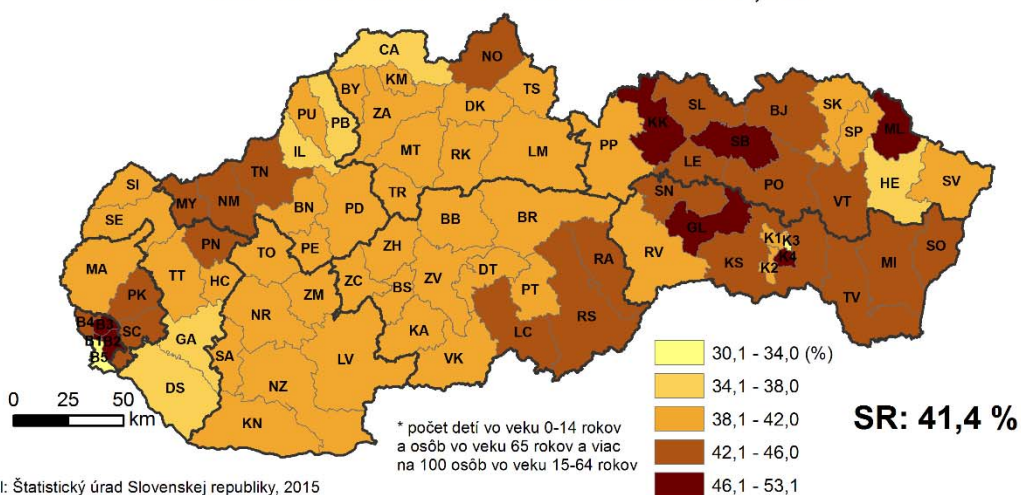 CA
NO
KM
BY
TS
ZA
DK
PU
PB
KK
SL
BJ
SK
SP
ML
SB
IL
MT
RK
LM
PP
LE
PO
HE
SV
TN
TR
VT
SI
MY
NM
BN
PD
SN
SE
BB
BR
GL
K1
K3
PN
TO
PE
ZH
RV
KS
K4
K2
MI
SO
MA
TT
HC
ZC
DT
RA
BS
ZV
TV
PK
ZM
PT
B4
B3
SC
NR
KA
LC
RS
B1
B2
GA
B5
SA
LV
VK
DS
NZ
KN
0 25 50
km
30,1 - 34,0 (%)
34,1 - 38,0
38,1 - 42,0
42,1 - 46,0
46,1 - 53,1
SR: 41,4 %
* počet detí vo veku 0-14 rokov
a osôb vo veku 65 rokov a viac
na 100 osôb vo veku 15-64 rokov
l: Štatistický úrad Slovenskej republiky, 2015